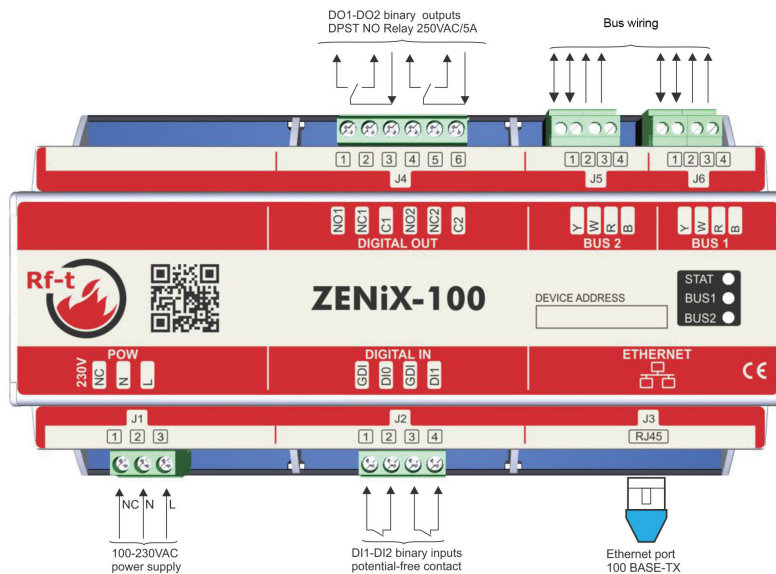 DO1-DO2 binary outputs
DPST NO Relay 250VAC/5A
Bus wiring
1 2 3 4 5 6
J4
1 2 3 4
J5
1 2 3 4
J6
NO1 NC1 C1 NO2 NC2 C2
DIGITAL OUT
Y W R B
BUS 2
Y W R B
BUS 1
Rf-t
ZENiX-100
DEVICE ADDRESS
STAT
BUS1
BUS2
POW
230V NC N L
DIGITAL IN
GDI DI0 GDI DI1
ETHERNET
CE
J1
1 2 3
J2
1 2 3 4
J3
RJ45
NC N L
100-230VAC
power supply
DI1-DI2 binary inputs
potential-free contact
Ethernet port
100 BASE-TX